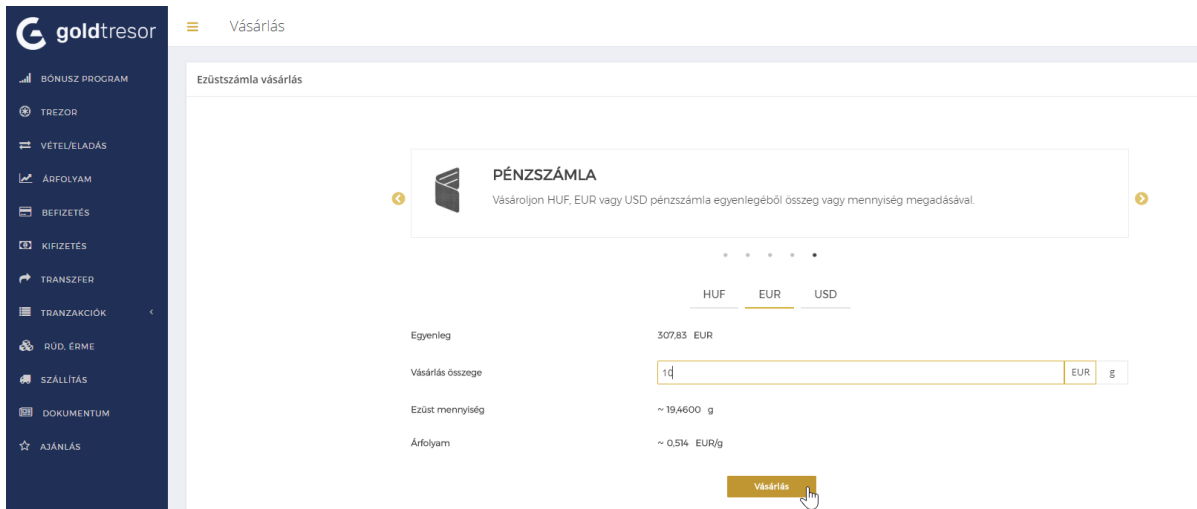 goldtresor
Vásárlás
BÓNUSZ PROGRAM
TREZOR
VÉTEL/ELADÁS
ÁRFOLYAM
BEFIZETÉS
KIFIZETÉS
TRANSZFER
TRANZAKCIÓK
RÚD, ÉRME
SZÁLLÍTÁS
DOKUMENTUM
AJÁNLÁS
Ezüstszámla vásárlás
PÉNZSZÁMLA
Vásároljon HUF, EUR vagy USD pénzszámla egyenlegéből összeg vagy mennyiség megadásával.
HUF EUR USD
Egyenleg 307,83 EUR
Vásárlás összege 10 EUR g
Ezüst mennyiség ~ 19,4600 g
Árfolyam ~ 0,514 EUR/g
Vásárlás